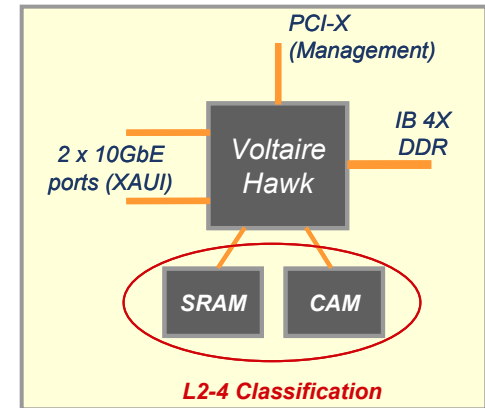 PCI-X
(Management)
IB 4X
DDR
2 x 10GbE
ports (XAUI)
Voltaire
Hawk
SRAM
CAM
L2-4 Classification